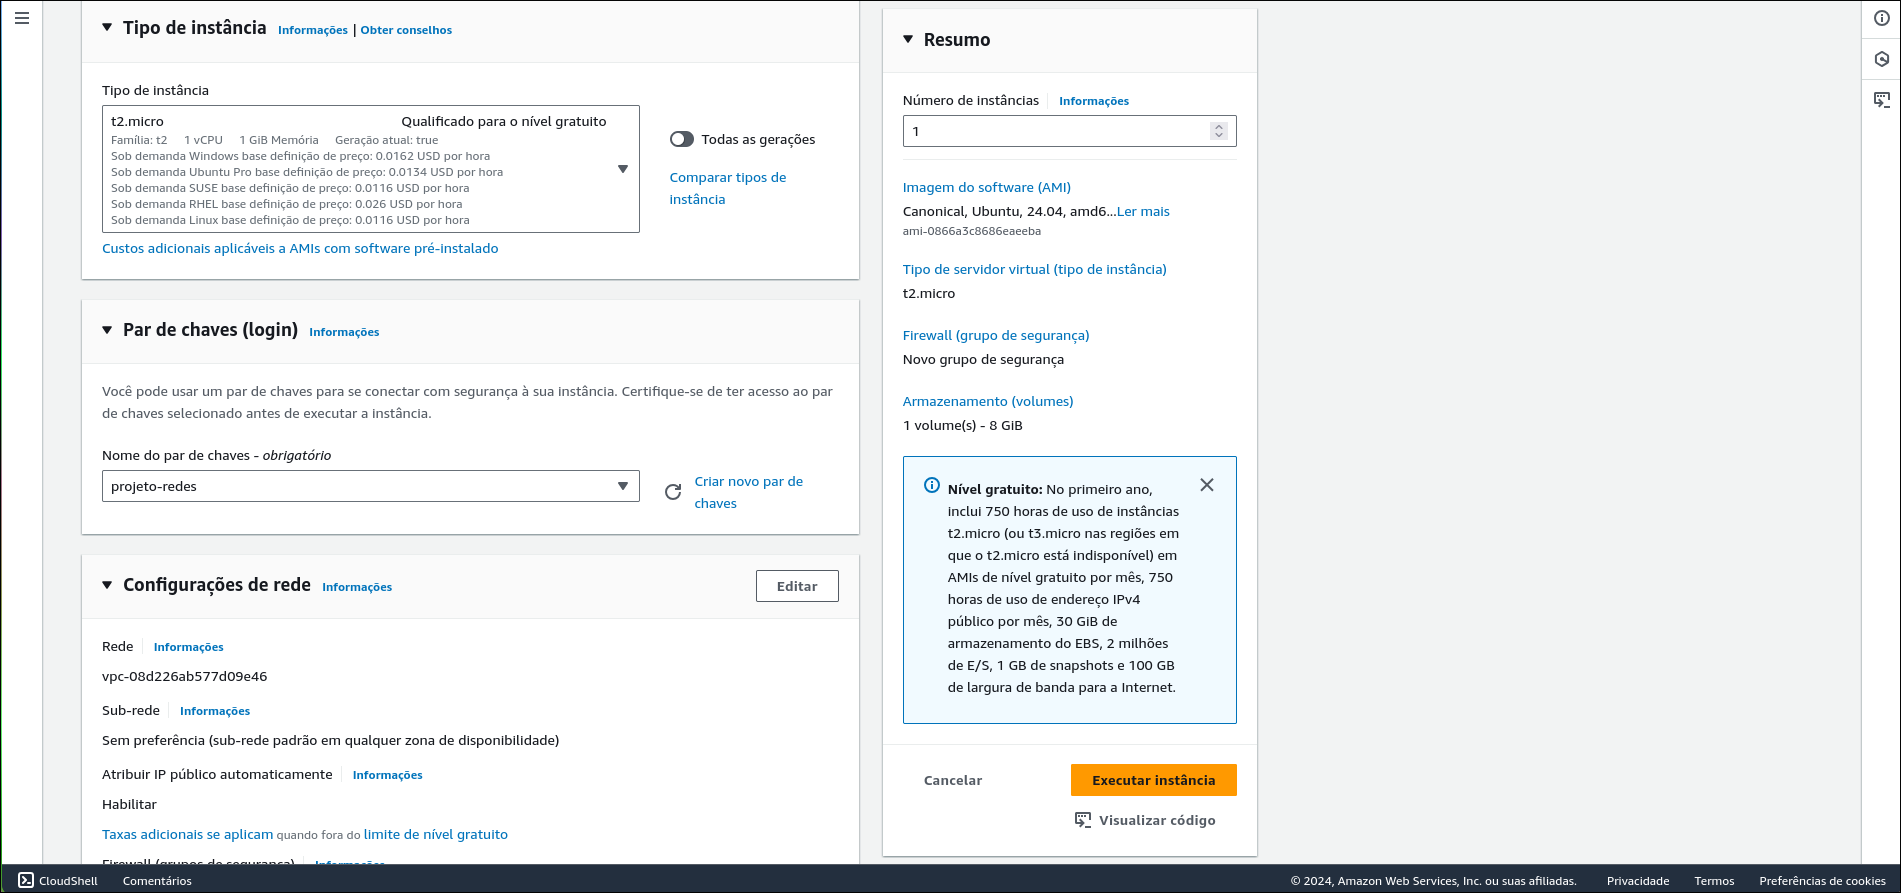 Tipo de instância Informações | Obter conselhos
Tipo de instância
t2.micro Qualificado para o nível gratuito
Família: t2 1 vCPU 1 GiB Memória Geração atual: true
Sob demanda Windows base definição de preço: 0.0162 USD por hora
Sob demanda Ubuntu Pro base definição de preço: 0.0134 USD por hora
Sob demanda SUSE base definição de preço: 0.0116 USD por hora
Sob demanda RHEL base definição de preço: 0.026 USD por hora
Sob demanda Linux base definição de preço: 0.0116 USD por hora
Todas as gerações
Comparar tipos de
instância
Custos adicionais aplicáveis a AMIs com software pré-instalado
Par de chaves (login) Informações
Você pode usar um par de chaves para se conectar com segurança à sua instância. Certifique-se de ter acesso ao par
de chaves selecionado antes de executar a instância.
Nome do par de chaves - obrigatório
projeto-redes
Criar novo par de
chaves
Configurações de rede Informações
Editar
Rede Informações
vpc-08d226ab577d09e46
Sub-rede Informações
Sem preferência (sub-rede padrão em qualquer zona de disponibilidade)
Atribuir IP público automaticamente Informações
Habilitar
Taxas adicionais se aplicam quando fora do limite de nível gratuito
Firewall (grupos de segurança) Informações
Resumo
Número de instâncias Informações
1
Imagem do software (AMI)
Canonical, Ubuntu, 24.04, amd6...Ler mais
ami-0866a3c8686eaeeba
Tipo de servidor virtual (tipo de instância)
t2.micro
Firewall (grupo de segurança)
Novo grupo de segurança
Armazenamento (volumes)
1 volume(s) - 8 GiB
Nível gratuito: No primeiro ano,
inclui 750 horas de uso de instâncias
t2.micro (ou t3.micro nas regiões em
que o t2.micro está indisponível) em
AMIs de nível gratuito por mês, 750
horas de uso de endereço IPv4
público por mês, 30 GiB de
armazenamento do EBS, 2 milhões
de E/S, 1 GB de snapshots e 100 GB
de largura de banda para a Internet.
Cancelar
Executar instância
Visualizar código
CloudShell Comentários
© 2024, Amazon Web Services, Inc. ou suas afiliadas. Privacidade Termos Preferências de cookies